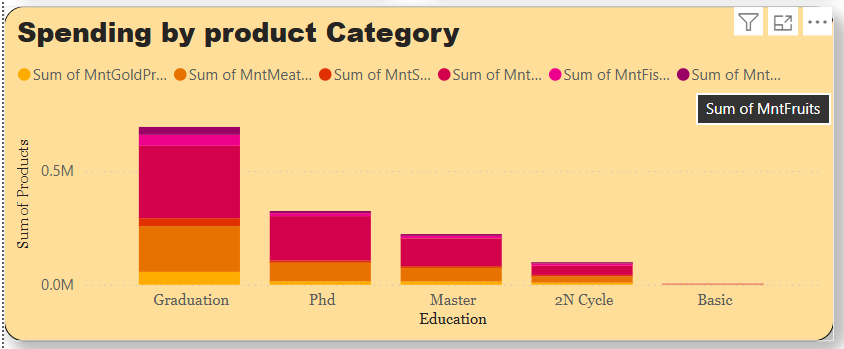 Spending by product Category
Sum of MntGoldPr... Sum of MntMeat... Sum of MntS... Sum of Mnt... Sum of MntFis... Sum of Mnt...
Sum of MntFruits
Sum of Products
0.5M
0.0M
Graduation Phd Master 2N Cycle Basic
Education